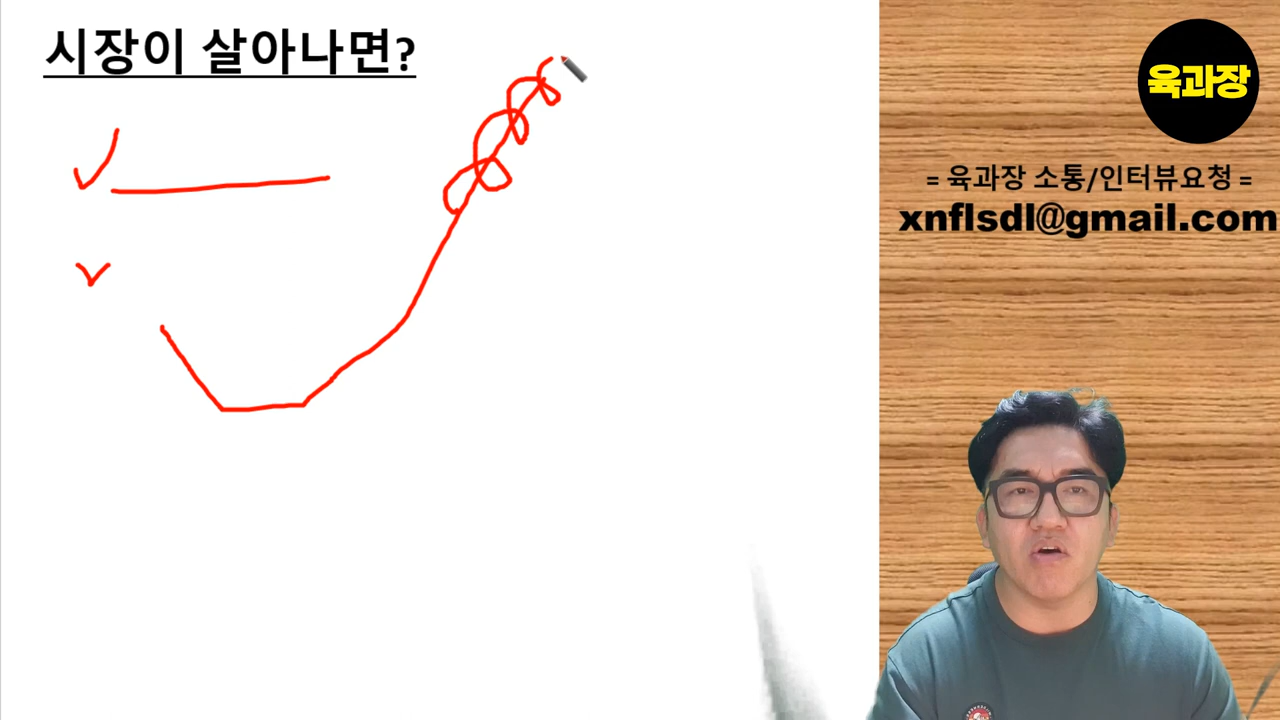 시장이 살아나면?
육과장
= 육과장 소통/인터뷰요청 =
xnflsdl@gmail.com